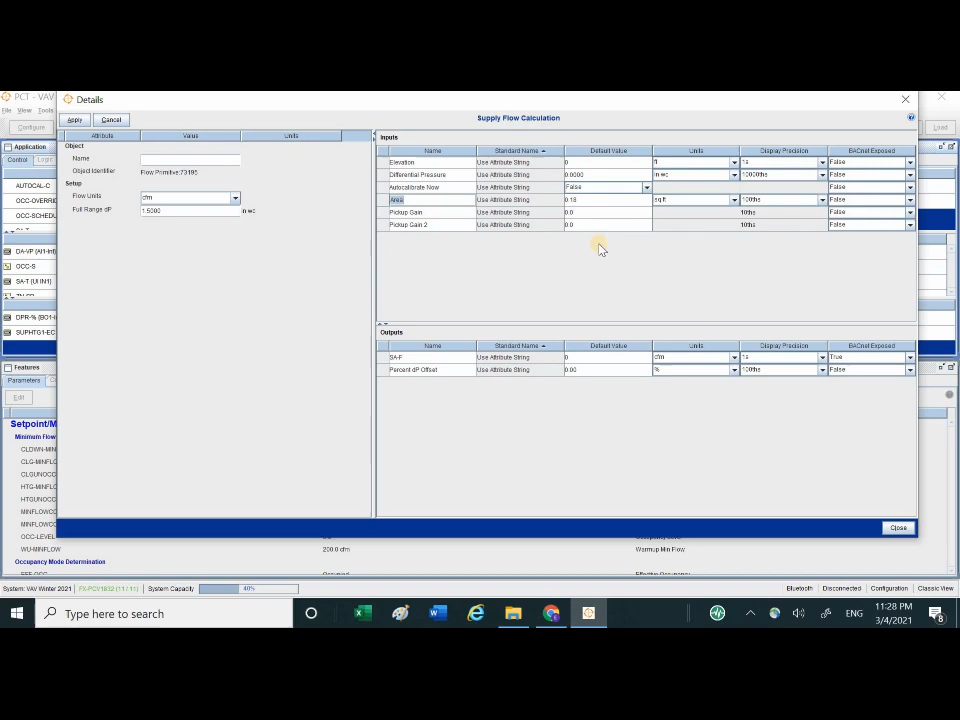 PCT - VAV
Details
File View Tools
Apply Cancel
Supply Flow Calculation
Configure
Load
Attribute Value Units
Inputs
Application
Object
Name Standard Name Default Value Units Display Precision BACnet Exposed
Control Logic
Name
Elevation Use Attribute String 0 ft 1s False
Object Identifier Flow Primitive:73195
Differential Pressure Use Attribute String 0.0000 in wc 10000ths False
AUTOCAL-C
Setup
Autocalibrate Now Use Attribute String False False
OCC-OVERRI
Flow Units cfm
Area Use Attribute String 0.18 sq ft 100ths False
OCC-SCHEDU
Full Range dP 1.5000 in wc
Pickup Gain Use Attribute String 0.0 10ths False
Pickup Gain 2 Use Attribute String 0.0 10ths False
DA-VP (AI1-Int)
OCC-S
SA-T (UI IN1)
DPR-% (BO1-I
SUPHTG1-EC
Outputs
Name Standard Name Default Value Units Display Precision BACnet Exposed
SA-F Use Attribute String 0 cfm 1s True
Features
Percent dP Offset Use Attribute String 0.00 % 100ths False
Parameters
Edit
Setpoint/M
Minimum Flow
CLDWN-MIN
CLG-MINFLO
CLGUNOCC
HTG-MINFLO
HTGUNOCC
MINFLOWCO
MINFLOWCC
Close
OCC-LEVEL
WU-MINFLOW 200.0 cfm Warmup Min Flow
Occupancy Mode Determination
EFF-OCC Occupied Effective Occupancy
System: VAV Winter 2021 FX-PCV1832 (11 / 11) System Capacity 40% Bluetooth Disconnected Configuration Classic View
Type here to search
ENG
11:28 PM
3/4/2021
8